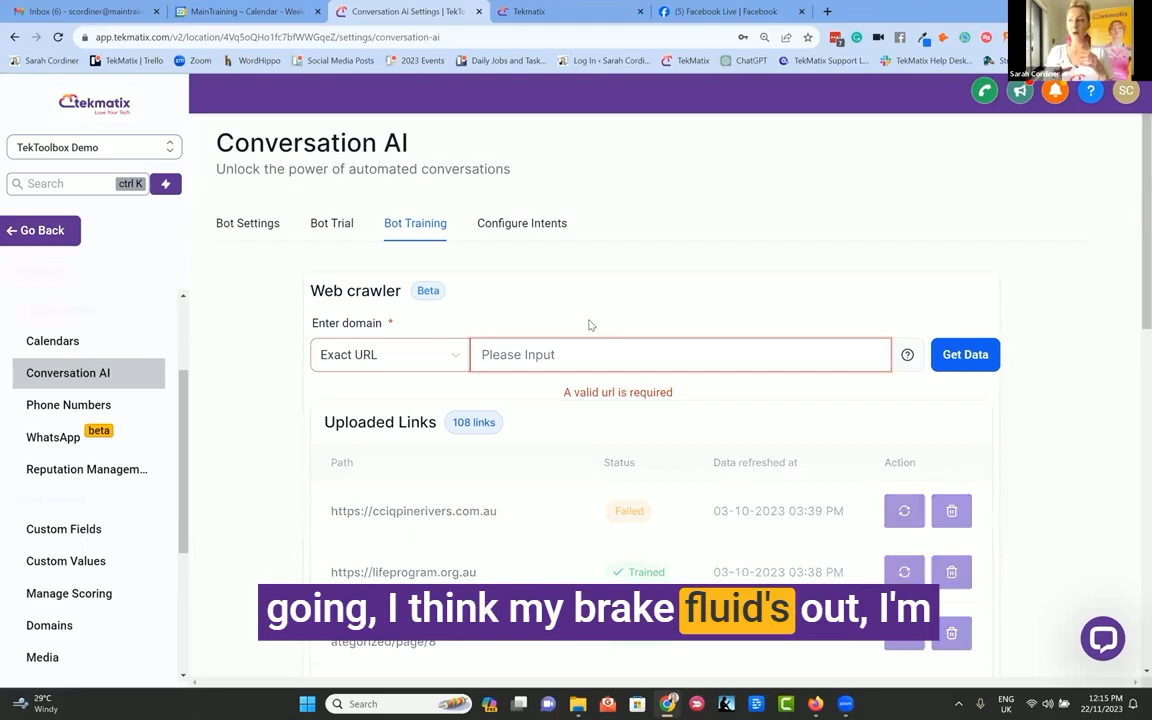 Inbox (6) - scordiner@maintrain
MainTraining – Calendar - Week
Conversation Ai Settings | TekTo
Tekmatix
(5) Facebook Live | Facebook
app.tekmatix.com/v2/location/4Vq5oQHo1fc7bfWWGqeZ/settings/conversation-ai
Sarah Cordiner
TekMatix | Trello
Zoom
WordHippo
Social Media Posts
2023 Events
Daily Jobs and Task...
Log In ‹ Sarah Cordi...
TekMatix
ChatGPT
TekMatix Support L...
TekMatix Help Desk...
Sarah Cordiner
tekmatix
Love Your Tech
SC
TekToolbox Demo
Search
ctrl K
Go Back
Calendars
Conversation AI
Phone Numbers
WhatsApp
beta
Reputation Managem...
Custom Fields
Custom Values
Manage Scoring
Domains
Media
Conversation AI
Unlock the power of automated conversations
Bot Settings
Bot Trial
Bot Training
Configure Intents
Web crawler
Beta
Enter domain *
Exact URL
Please Input
Get Data
A valid url is required
Uploaded Links
108 links
Path
Status
Data refreshed at
Action
https://cciqpinerivers.com.au
Failed
03-10-2023 03:39 PM
https://lifeprogram.org.au
Trained
03-10-2023 03:38 PM
going, I think my brake fluid's out, I'm
ategorized/page/8
29°C
Windy
Search
ENG
UK
12:15 PM
22/11/2023